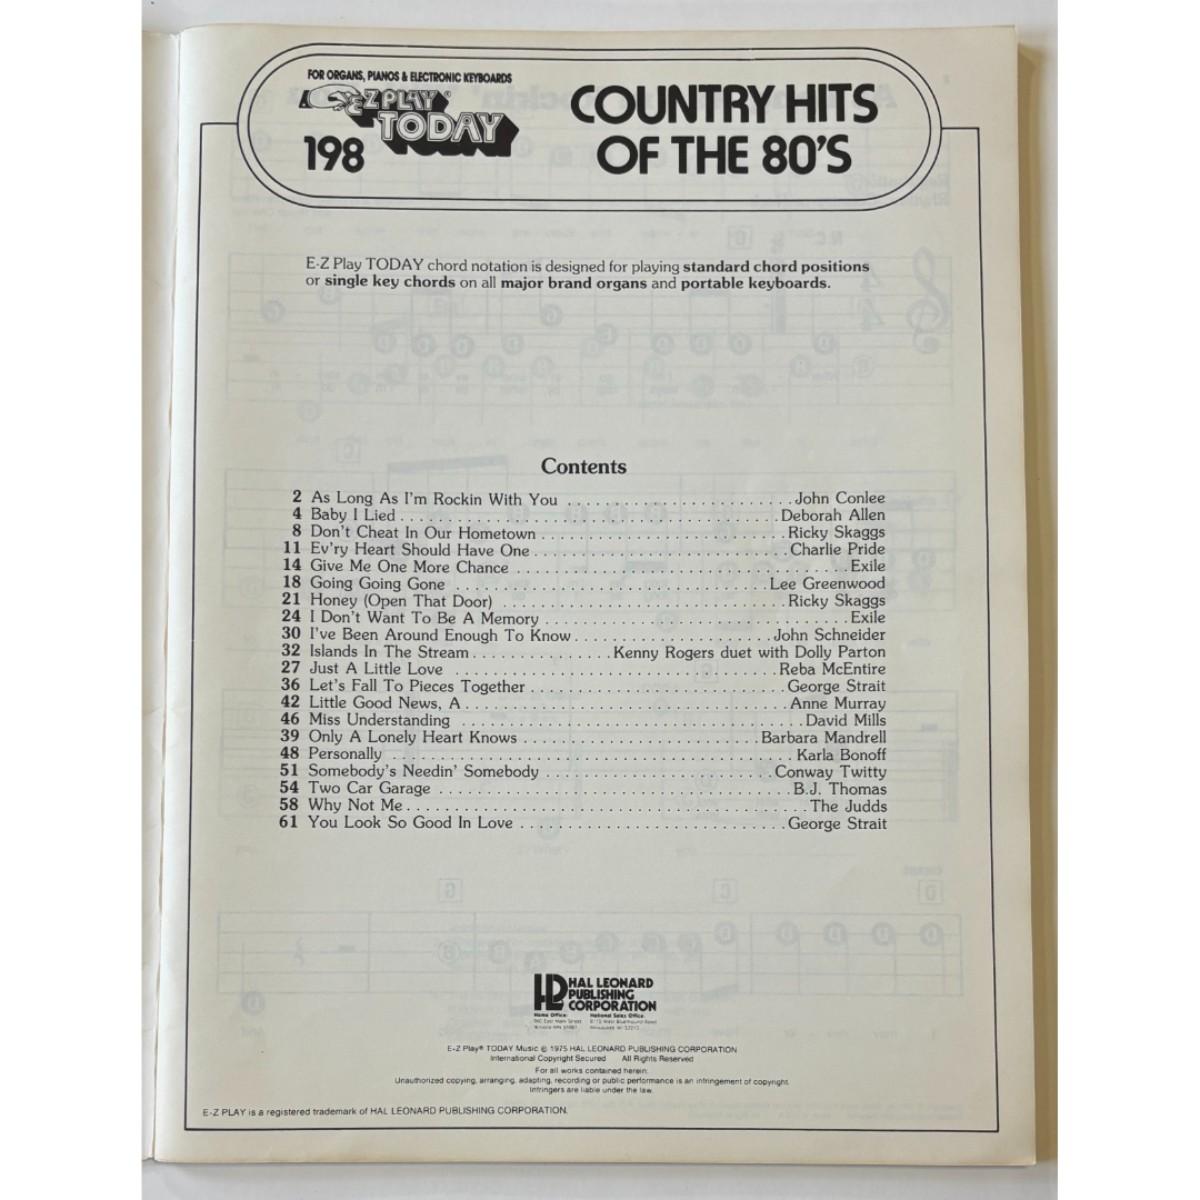 FOR ORGANS, PIANOS & ELECTRONIC KEYBOARDS
E-Z PLAY ® TODAY
198
COUNTRY HITS
OF THE 80'S
E-Z Play TODAY chord notation is designed for playing standard chord positions
or single key chords on all major brand organs and portable keyboards.
Contents
2 As Long As I'm Rockin With You . . . . . . . . . . . . . . . . . . . . . . John Conlee
4 Baby I Lied . . . . . . . . . . . . . . . . . . . . . . . . . . . . . . . . . . . . Deborah Allen
8 Don't Cheat In Our Hometown . . . . . . . . . . . . . . . . . . . . . . . Ricky Skaggs
11 Ev'ry Heart Should Have One . . . . . . . . . . . . . . . . . . . . . . . . Charlie Pride
14 Give Me One More Chance . . . . . . . . . . . . . . . . . . . . . . . . . . . . . . . Exile
18 Going Going Gone . . . . . . . . . . . . . . . . . . . . . . . . . . . . . Lee Greenwood
21 Honey (Open That Door) . . . . . . . . . . . . . . . . . . . . . . . . . . . Ricky Skaggs
24 I Don't Want To Be A Memory . . . . . . . . . . . . . . . . . . . . . . . . . . . . Exile
30 I've Been Around Enough To Know . . . . . . . . . . . . . . . . . . John Schneider
32 Islands In The Stream . . . . . . . . . . . . . Kenny Rogers duet with Dolly Parton
27 Just A Little Love . . . . . . . . . . . . . . . . . . . . . . . . . . . . . . Reba McEntire
36 Let's Fall To Pieces Together . . . . . . . . . . . . . . . . . . . . . . . . George Strait
42 Little Good News, A . . . . . . . . . . . . . . . . . . . . . . . . . . . . . . Anne Murray
46 Miss Understanding . . . . . . . . . . . . . . . . . . . . . . . . . . . . . . . . David Mills
39 Only A Lonely Heart Knows . . . . . . . . . . . . . . . . . . . . . . Barbara Mandrell
48 Personally . . . . . . . . . . . . . . . . . . . . . . . . . . . . . . . . . . . . . . Karla Bonoff
51 Somebody's Needin' Somebody . . . . . . . . . . . . . . . . . . . . . Conway Twitty
54 Two Car Garage . . . . . . . . . . . . . . . . . . . . . . . . . . . . . . . . . B.J. Thomas
58 Why Not Me . . . . . . . . . . . . . . . . . . . . . . . . . . . . . . . . . . . . . The Judds
61 You Look So Good In Love . . . . . . . . . . . . . . . . . . . . . . . . . George Strait
HAL LEONARD
PUBLISHING
CORPORATION
Home Office: National Sales Office:
E-Z Play® TODAY Music © 1975 HAL LEONARD PUBLISHING CORPORATION
International Copyright Secured All Rights Reserved
For all works contained herein:
Unauthorized copying, arranging, adapting, recording or public performance is an infringement of copyright.
Infringers are liable under the law.
E-Z PLAY is a registered trademark of HAL LEONARD PUBLISHING CORPORATION.